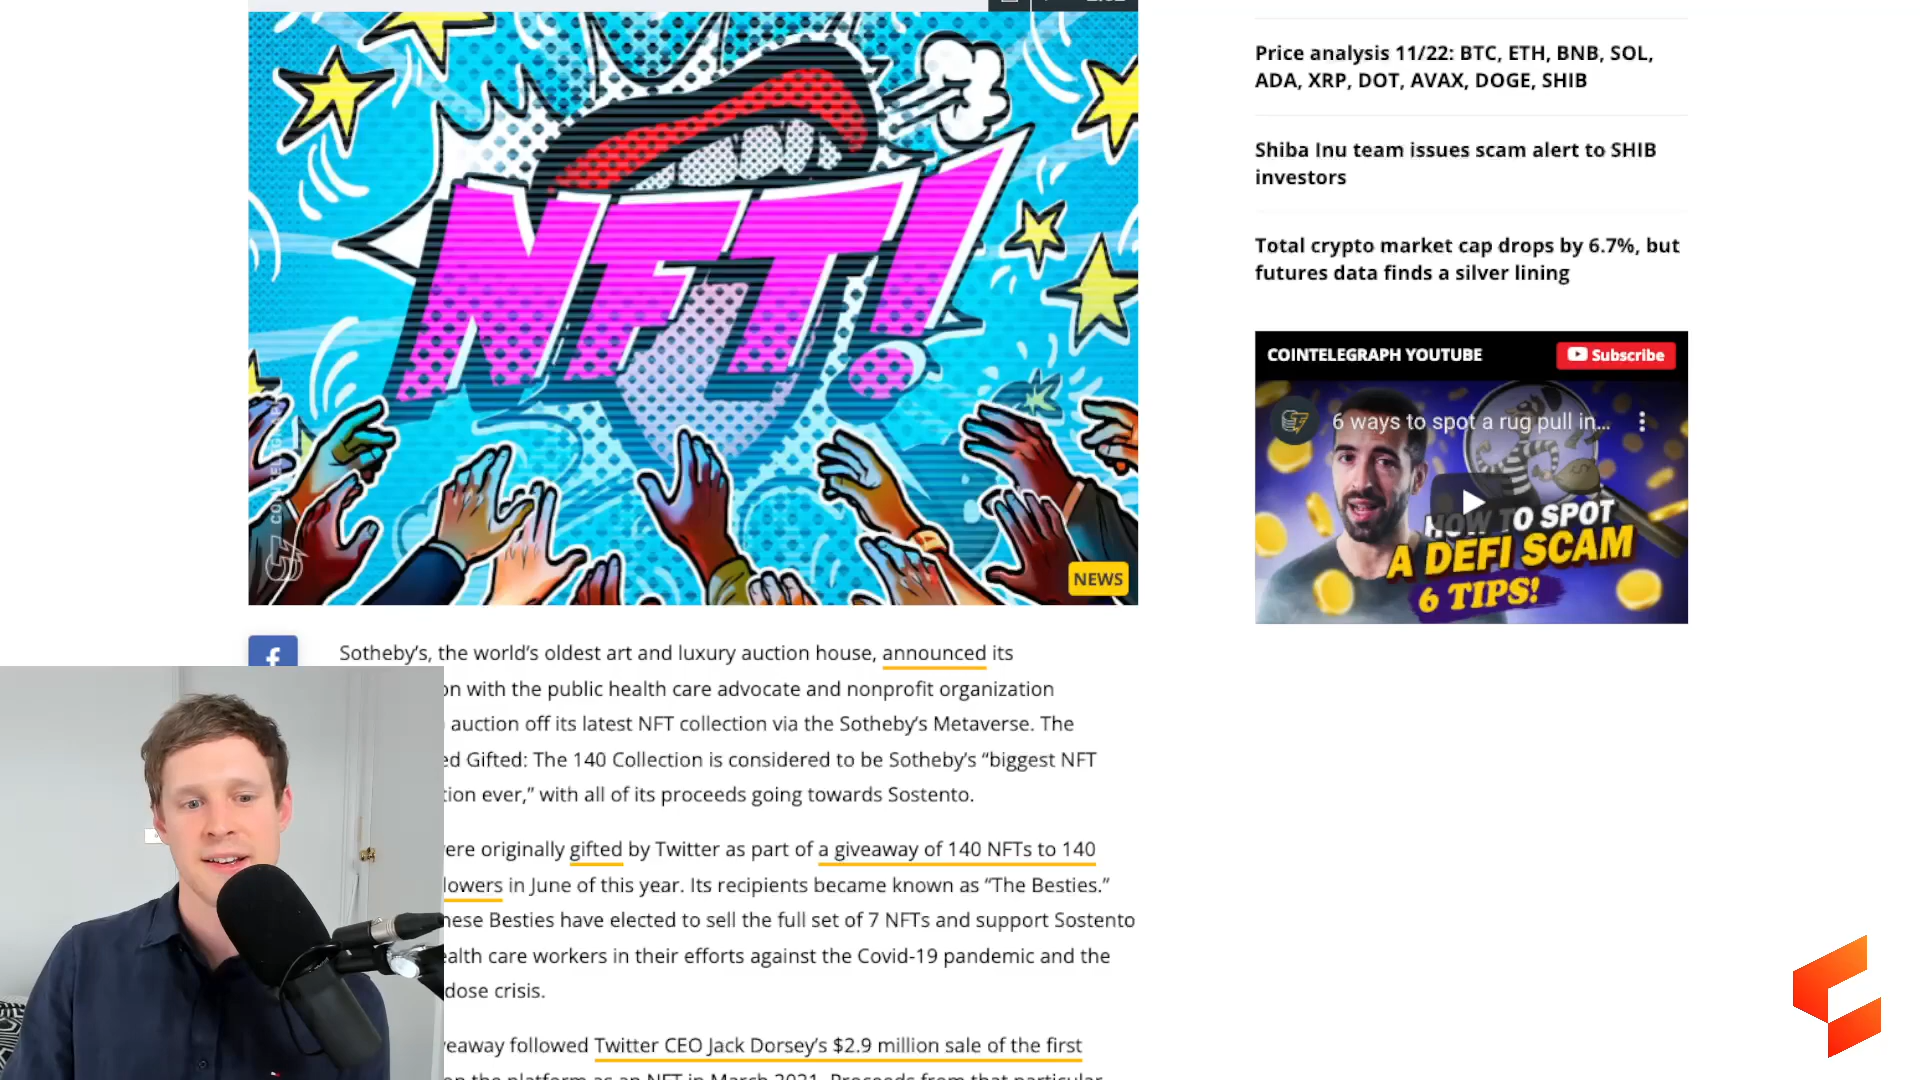 NFT!
COINTELEGRAPH
NEWS
Sotheby’s, the world’s oldest art and luxury auction house, announced its
on with the public health care advocate and nonprofit organization
auction off its latest NFT collection via the Sotheby’s Metaverse. The
ed Gifted: The 140 Collection is considered to be Sotheby’s “biggest NFT
tion ever,” with all of its proceeds going towards Sostento.
ere originally gifted by Twitter as part of a giveaway of 140 NFTs to 140
lowers in June of this year. Its recipients became known as “The Besties.”
hese Besties have elected to sell the full set of 7 NFTs and support Sostento
ealth care workers in their efforts against the Covid-19 pandemic and the
dose crisis.
eaway followed Twitter CEO Jack Dorsey’s $2.9 million sale of the first
on the platform as an NFT in March 2021. Proceeds from that particular
Price analysis 11/22: BTC, ETH, BNB, SOL,
ADA, XRP, DOT, AVAX, DOGE, SHIB
Shiba Inu team issues scam alert to SHIB
investors
Total crypto market cap drops by 6.7%, but
futures data finds a silver lining
COINTELEGRAPH YOUTUBE
Subscribe
6 ways to spot a rug pull in...
HOW TO SPOT
A DEFI SCAM
6 TIPS!